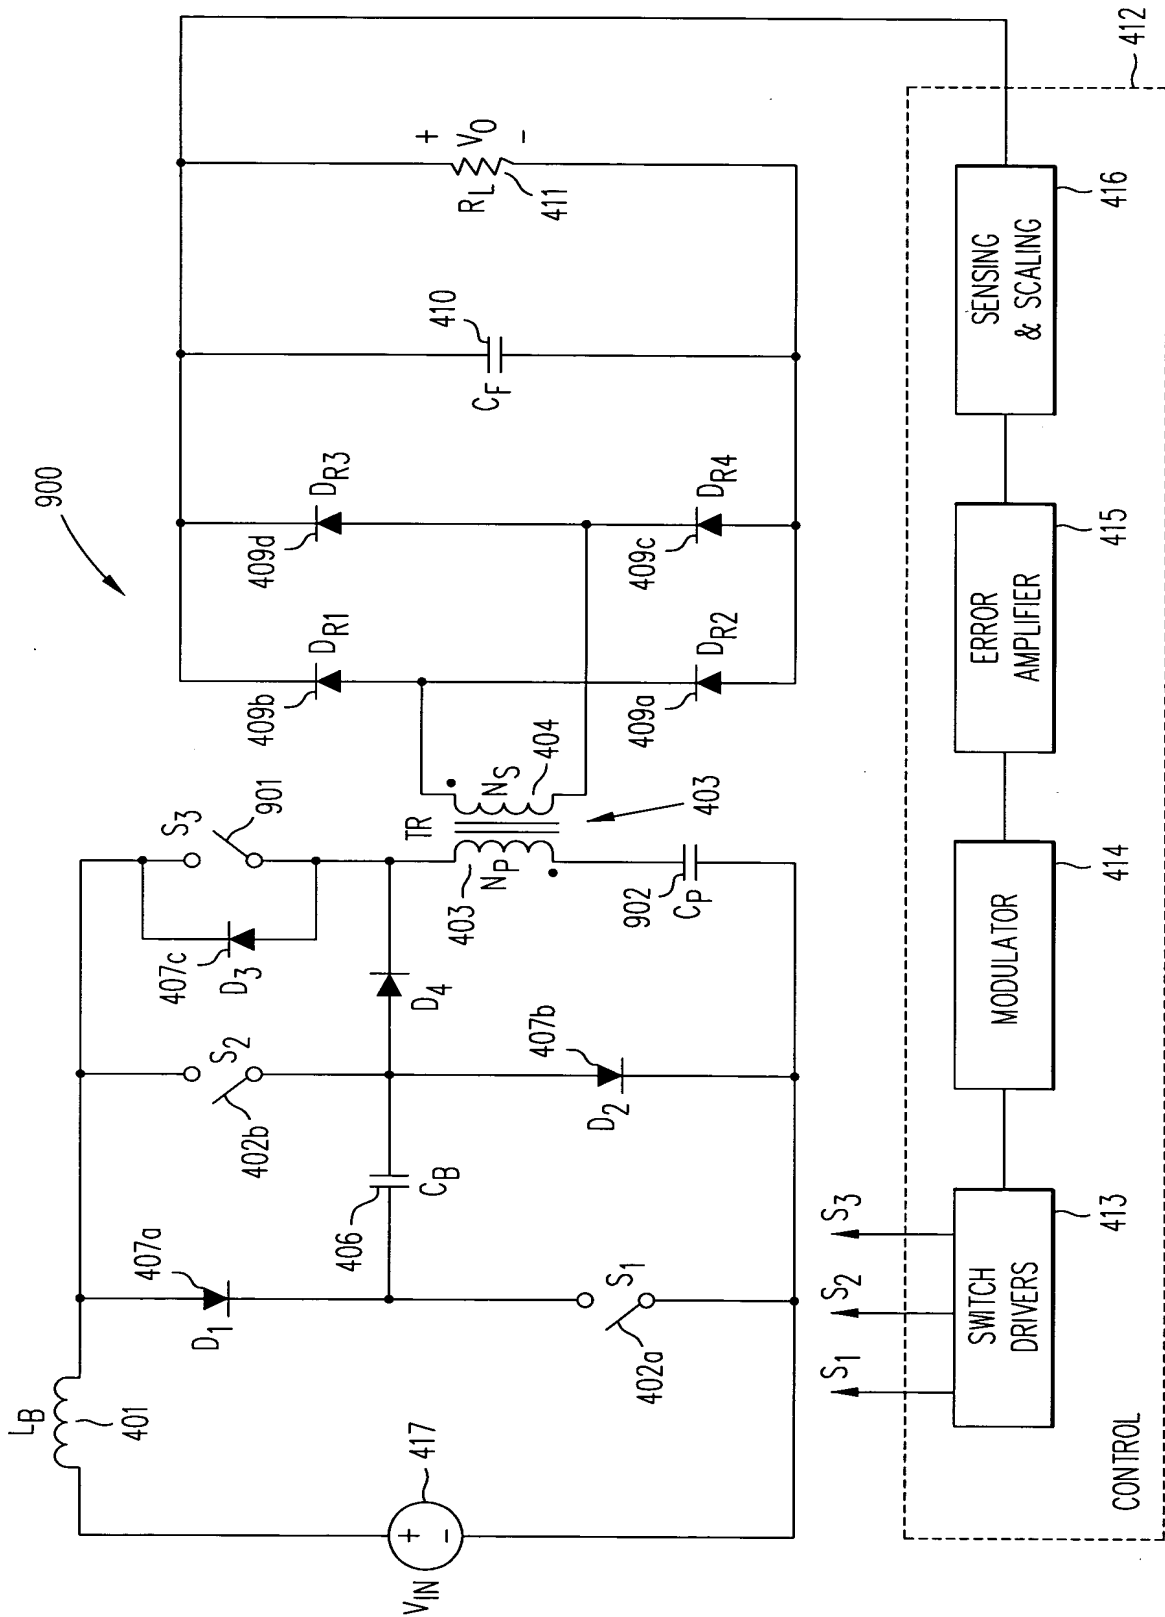 900
L_B
401
V_IN
417
+
-
D_1
407a
402a
S_1
406
C_B
402b
S_2
407b
D_2
D_4
407c
D_3
S_3
901
TR
403
N_P
N_S
404
403
902
C_P
409b
D_R1
409d
D_R3
409a
D_R2
409c
D_R4
410
C_F
R_L
411
+
V_O
-
S_1
S_2
S_3
SWITCH
DRIVERS
413
MODULATOR
414
ERROR
AMPLIFIER
415
SENSING
& SCALING
416
CONTROL
412